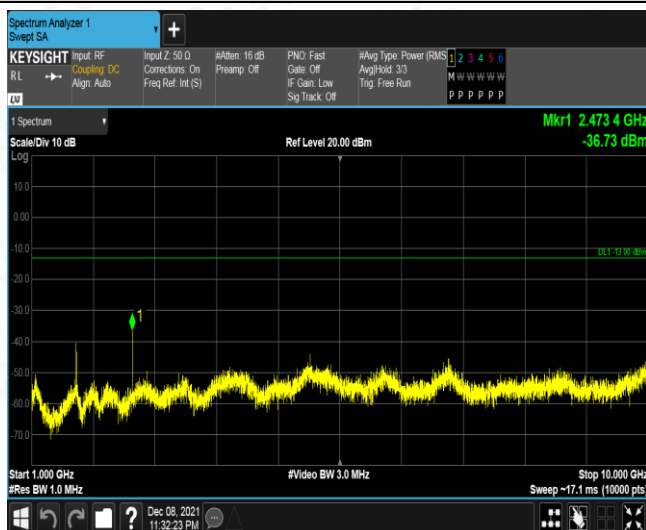 Spectrum Analyzer 1
Swept SA
+
KEYSIGHT
RL
LXI
Input: RF
Coupling: DC
Align: Auto
Input Z: 50 Ω
Corrections: On
Freq Ref: Int (S)
#Atten: 16 dB
Preamp: Off
PNO: Fast
Gate: Off
IF Gain: Low
Sig Track: Off
#Avg Type: Power (RMS
Avg|Hold: 3/3
Trig: Free Run
1 2 3 4 5 6
M W W W W W
P P P P P P
1 Spectrum
Scale/Div 10 dB
Ref Level 20.00 dBm
Mkr1 2.473 4 GHz
-36.73 dBm
Log
10.0
0.00
-10.0
DL1 -13.00 dBm
-20.0
-30.0
1
-40.0
-50.0
-60.0
-70.0
Start 1.000 GHz
#Video BW 3.0 MHz
Stop 10.000 GHz
#Res BW 1.0 MHz
Sweep ~17.1 ms (10000 pts)
?
Dec 08, 2021
11:32:23 PM